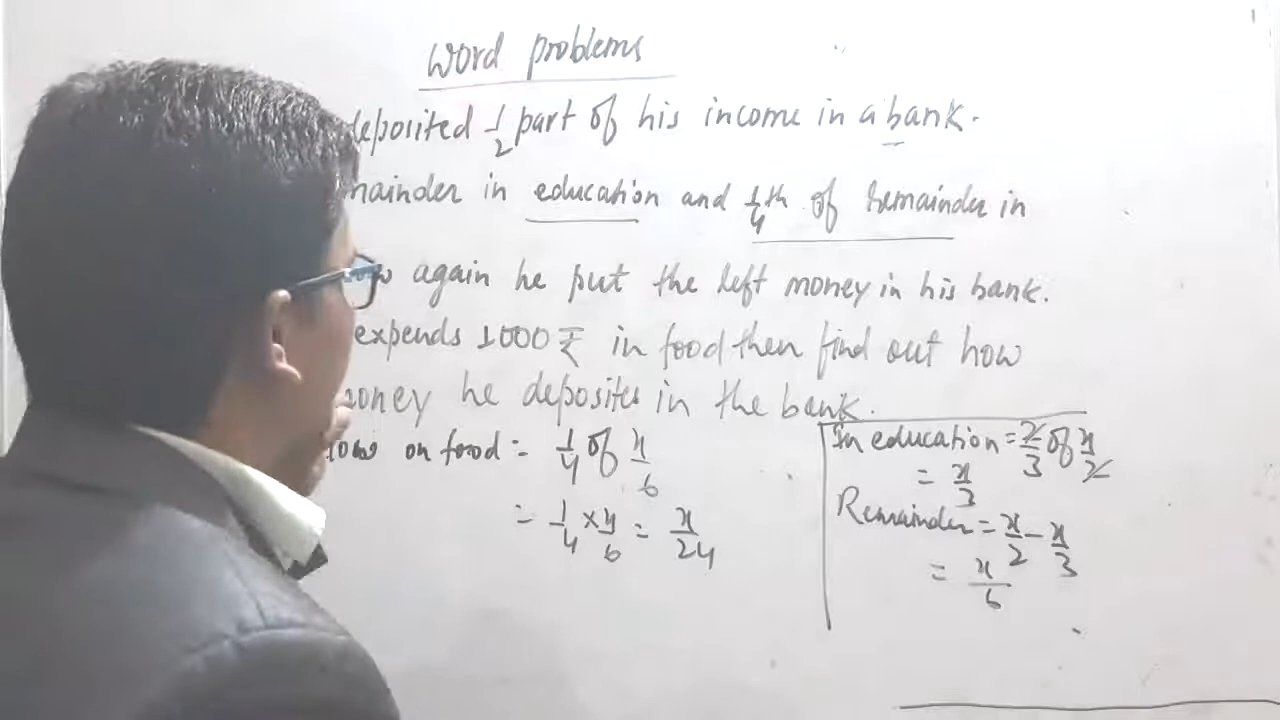 Word problems
deposited 1/2 part of his income in a bank.
mainder in education and 1/4th of remainder in
again he put the left money in his bank.
expends 1000 ₹ in food then find out how
money he deposites in the bank.
on food = 1/4 of x/6
= 1/4 × x/6 = x/24
In education = 2/3 of x/2
= x/3
Remainder = x/2 - x/3
= x/6